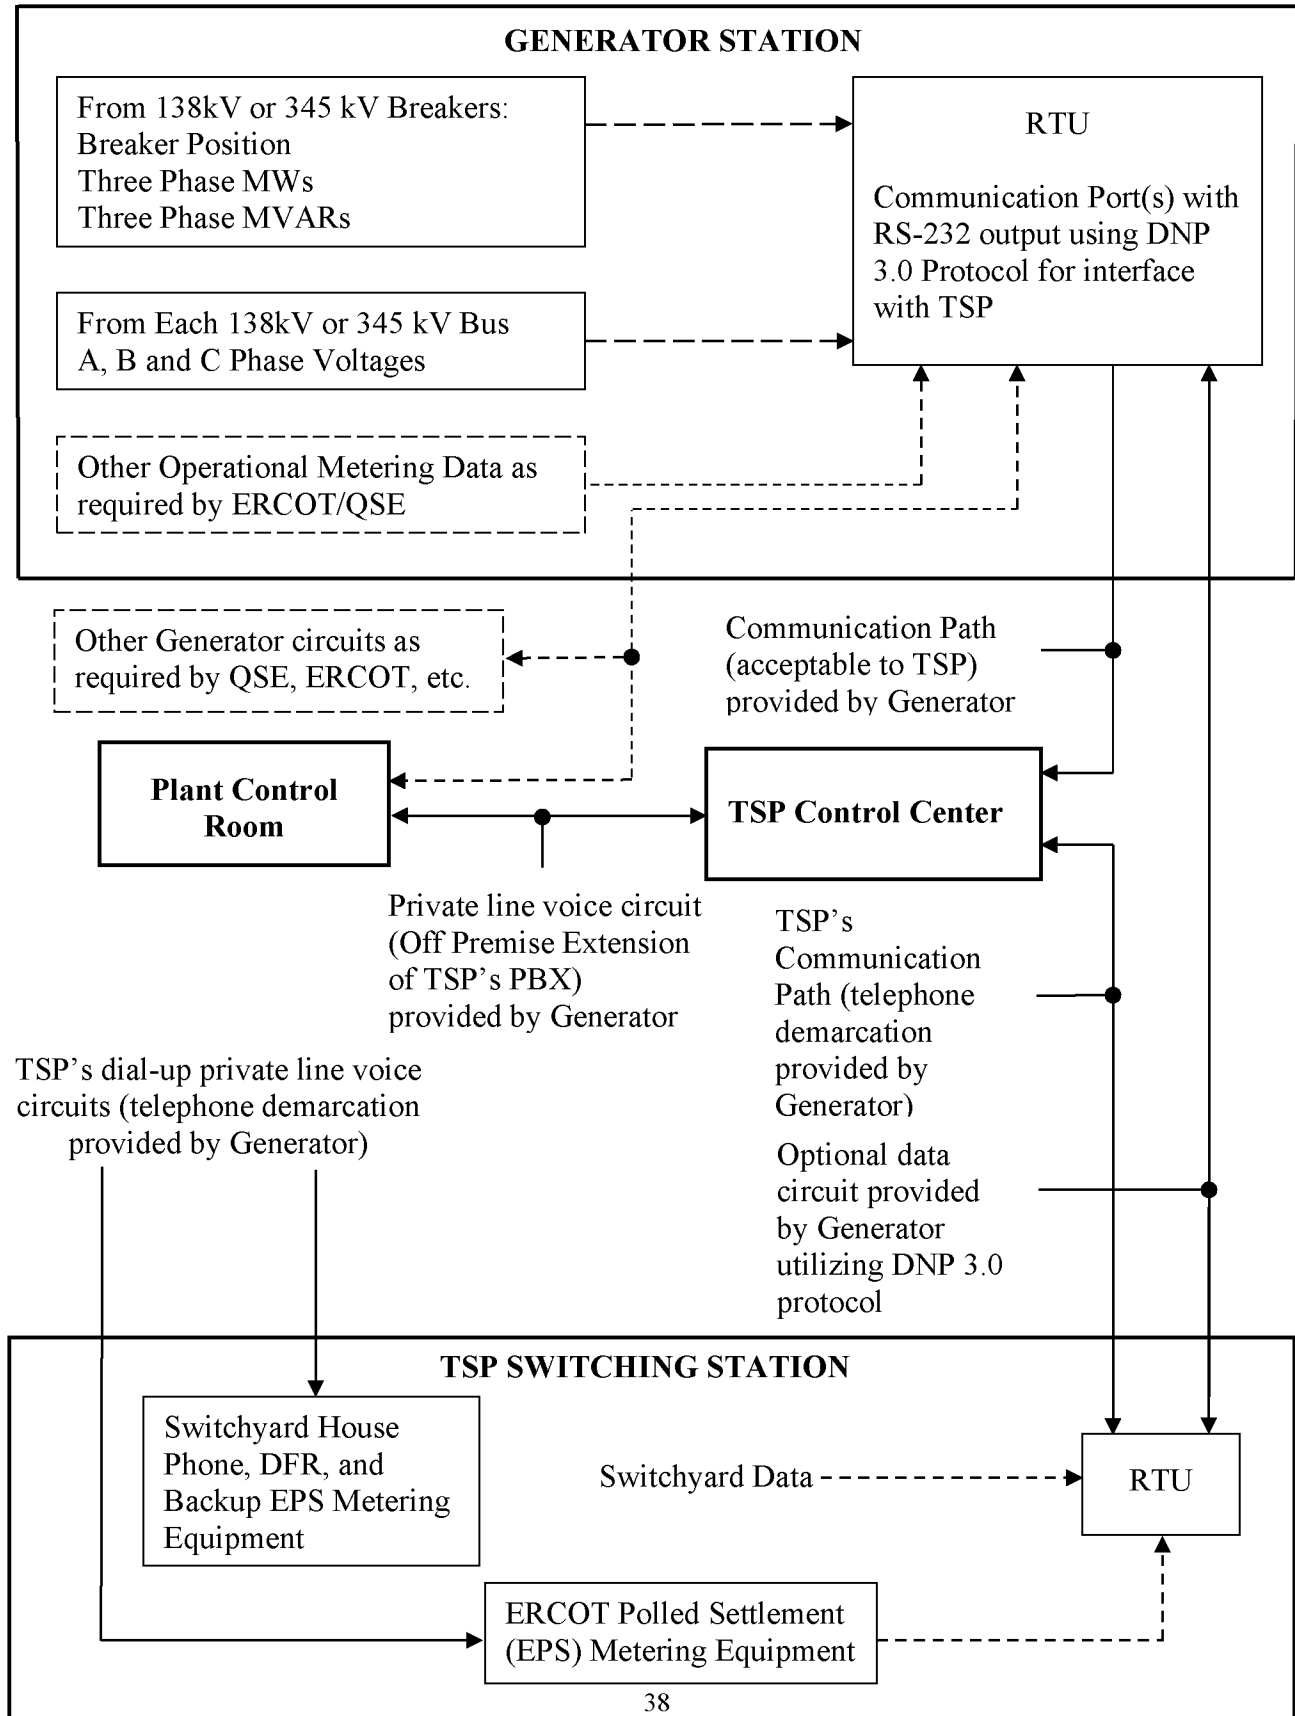 GENERATOR STATION
From 138kV or 345 kV Breakers:
Breaker Position
Three Phase MWs
Three Phase MVARs
RTU
Communication Port(s) with
RS-232 output using DNP
3.0 Protocol for interface
with TSP
From Each 138kV or 345 kV Bus
A, B and C Phase Voltages
Other Operational Metering Data as
required by ERCOT/QSE
Other Generator circuits as
required by QSE, ERCOT, etc.
Communication Path
(acceptable to TSP)
provided by Generator
Plant Control
Room
TSP Control Center
Private line voice circuit
(Off Premise Extension
of TSP's PBX)
provided by Generator
TSP's
Communication
Path (telephone
demarcation
provided by
Generator)
TSP's dial-up private line voice
circuits (telephone demarcation
provided by Generator)
Optional data
circuit provided
by Generator
utilizing DNP 3.0
protocol
TSP SWITCHING STATION
Switchyard House
Phone, DFR, and
Backup EPS Metering
Equipment
Switchyard Data
RTU
ERCOT Polled Settlement
(EPS) Metering Equipment
38